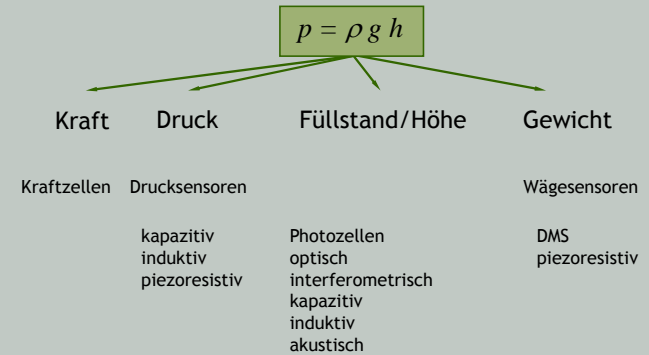 p = ρ g h
Kraft Druck Füllstand/Höhe Gewicht
Kraftzellen Drucksensoren Wägesensoren
kapazitiv Photozellen DMS
induktiv optisch piezoresistiv
piezoresistiv interferometrisch
kapazitiv
induktiv
akustisch